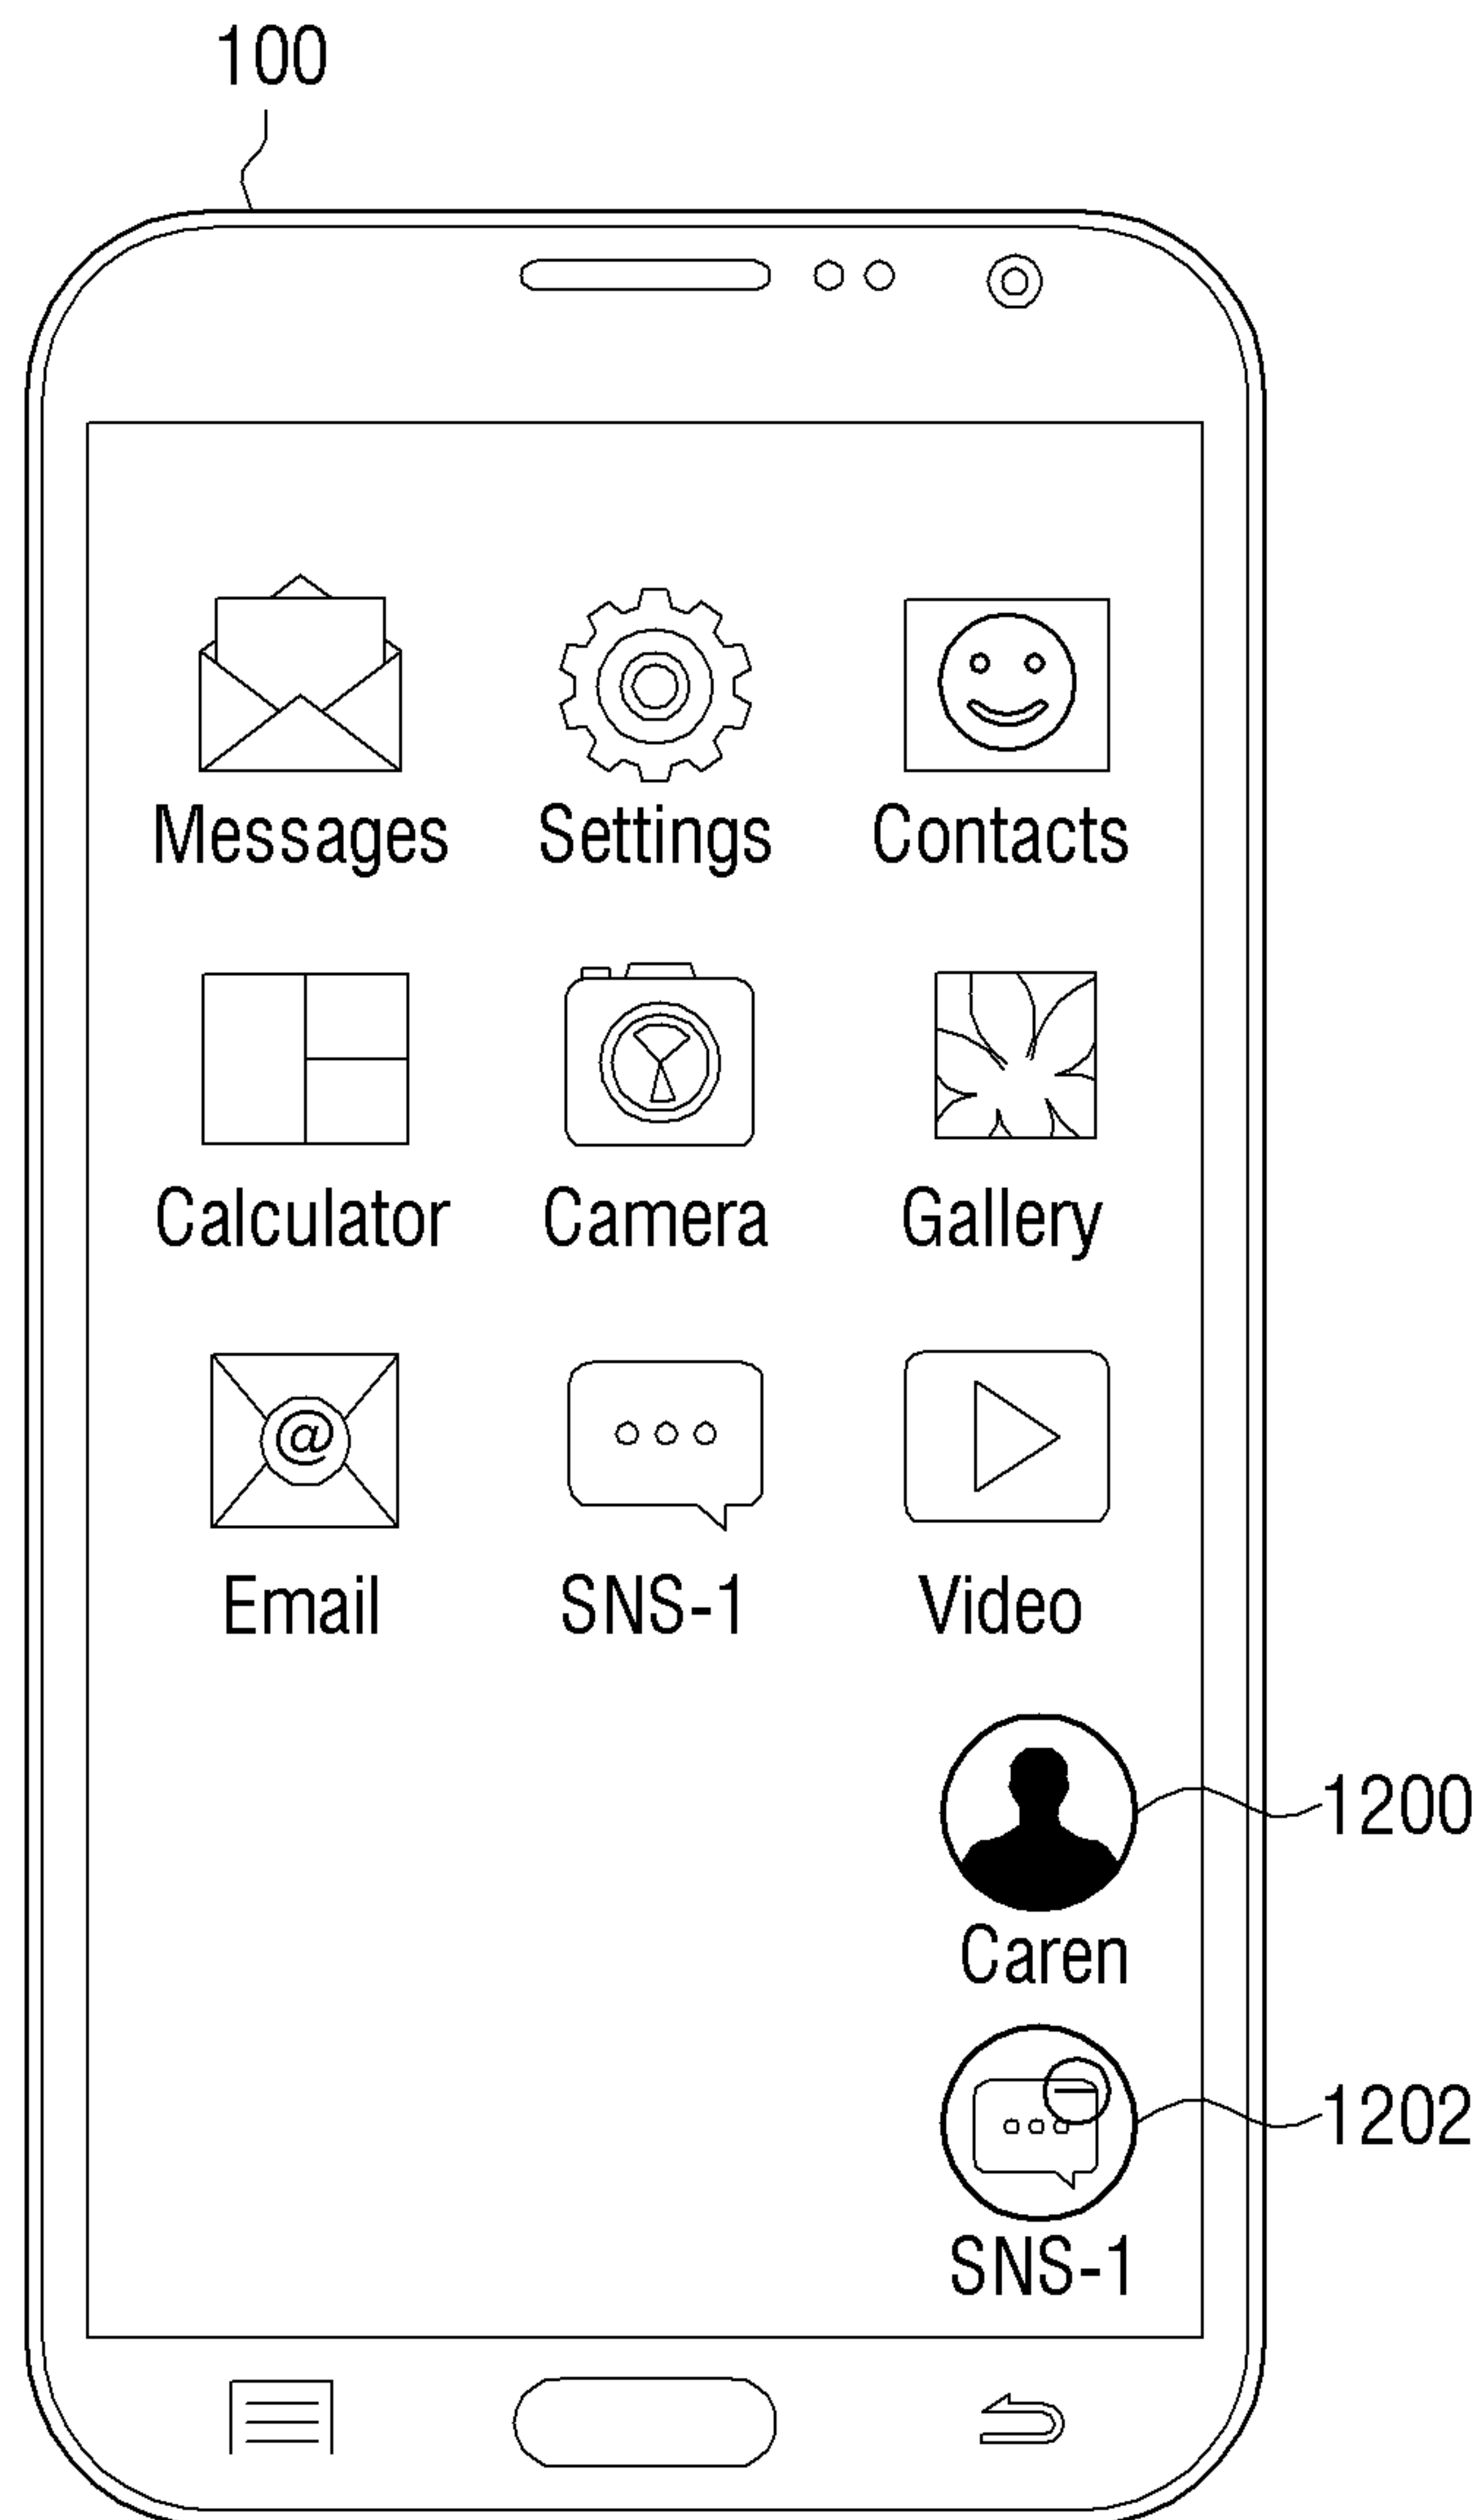 100
Messages Settings Contacts
Calculator Camera Gallery
@
Email SNS-1 Video
1200
Caren
1202
SNS-1